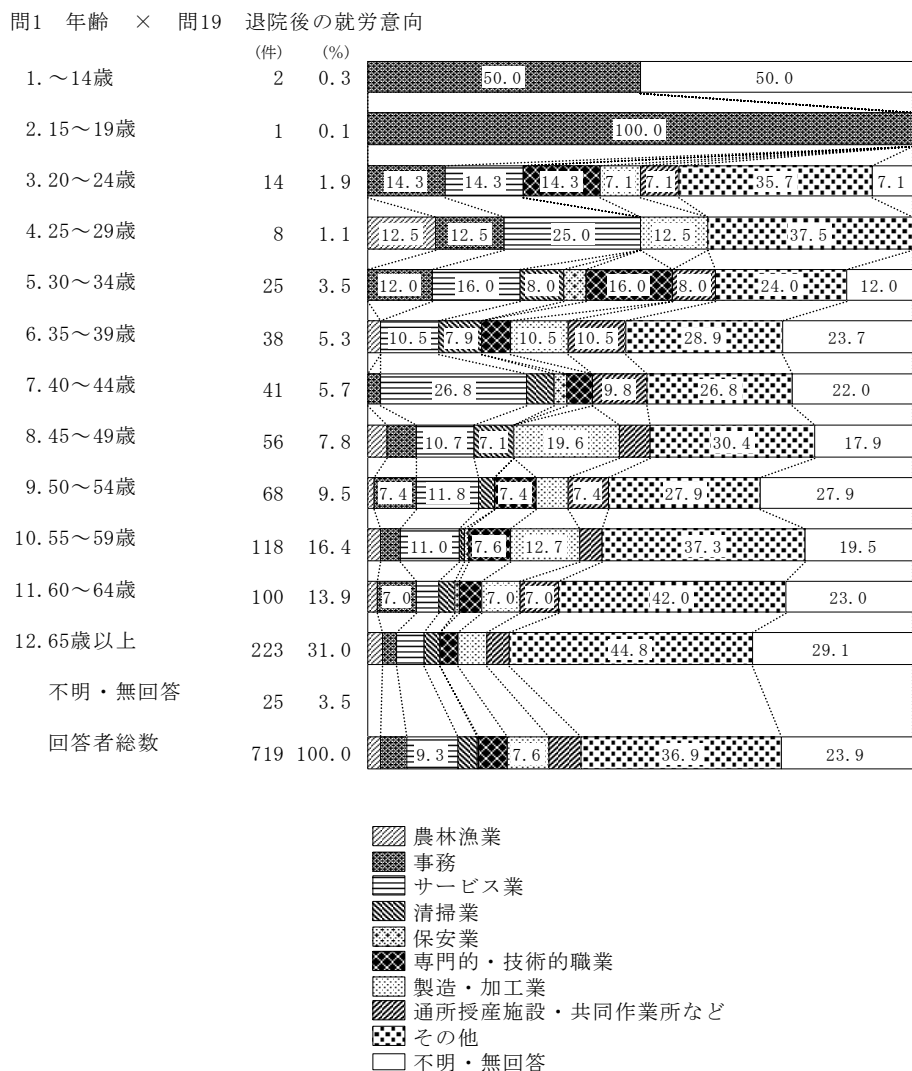 問1　年齢　×　問19　退院後の就労意向
(件)　(%)
1.～14歳　2　0.3　50.0　50.0
2.15～19歳　1　0.1　100.0
3.20～24歳　14　1.9　14.3　14.3　14.3　7.1　7.1　35.7　7.1
4.25～29歳　8　1.1　12.5　12.5　25.0　12.5　37.5
5.30～34歳　25　3.5　12.0　16.0　8.0　16.0　8.0　24.0　12.0
6.35～39歳　38　5.3　10.5　7.9　10.5　10.5　28.9　23.7
7.40～44歳　41　5.7　26.8　9.8　26.8　22.0
8.45～49歳　56　7.8　10.7　7.1　19.6　30.4　17.9
9.50～54歳　68　9.5　7.4　11.8　7.4　7.4　27.9　27.9
10.55～59歳　118　16.4　11.0　7.6　12.7　37.3　19.5
11.60～64歳　100　13.9　7.0　7.0　7.0　42.0　23.0
12.65歳以上　223　31.0　44.8　29.1
不明・無回答　25　3.5
回答者総数　719　100.0　9.3　7.6　36.9　23.9
農林漁業
事務
サービス業
清掃業
保安業
専門的・技術的職業
製造・加工業
通所授産施設・共同作業所など
その他
不明・無回答